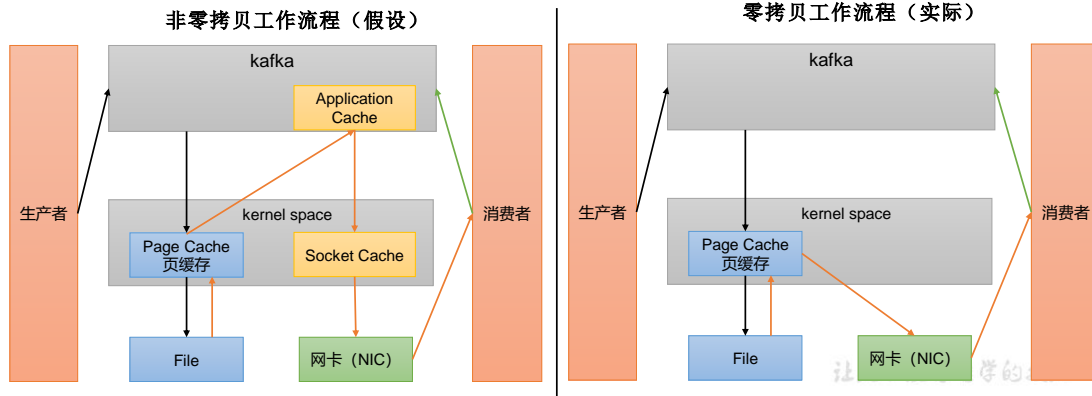 非零拷贝工作流程（假设）
kafka
Application
Cache
生产者
kernel space
消费者
Page Cache
页缓存
Socket Cache
File
网卡（NIC）
零拷贝工作流程（实际）
kafka
生产者
kernel space
消费者
Page Cache
页缓存
File
网卡（NIC）
让
学的